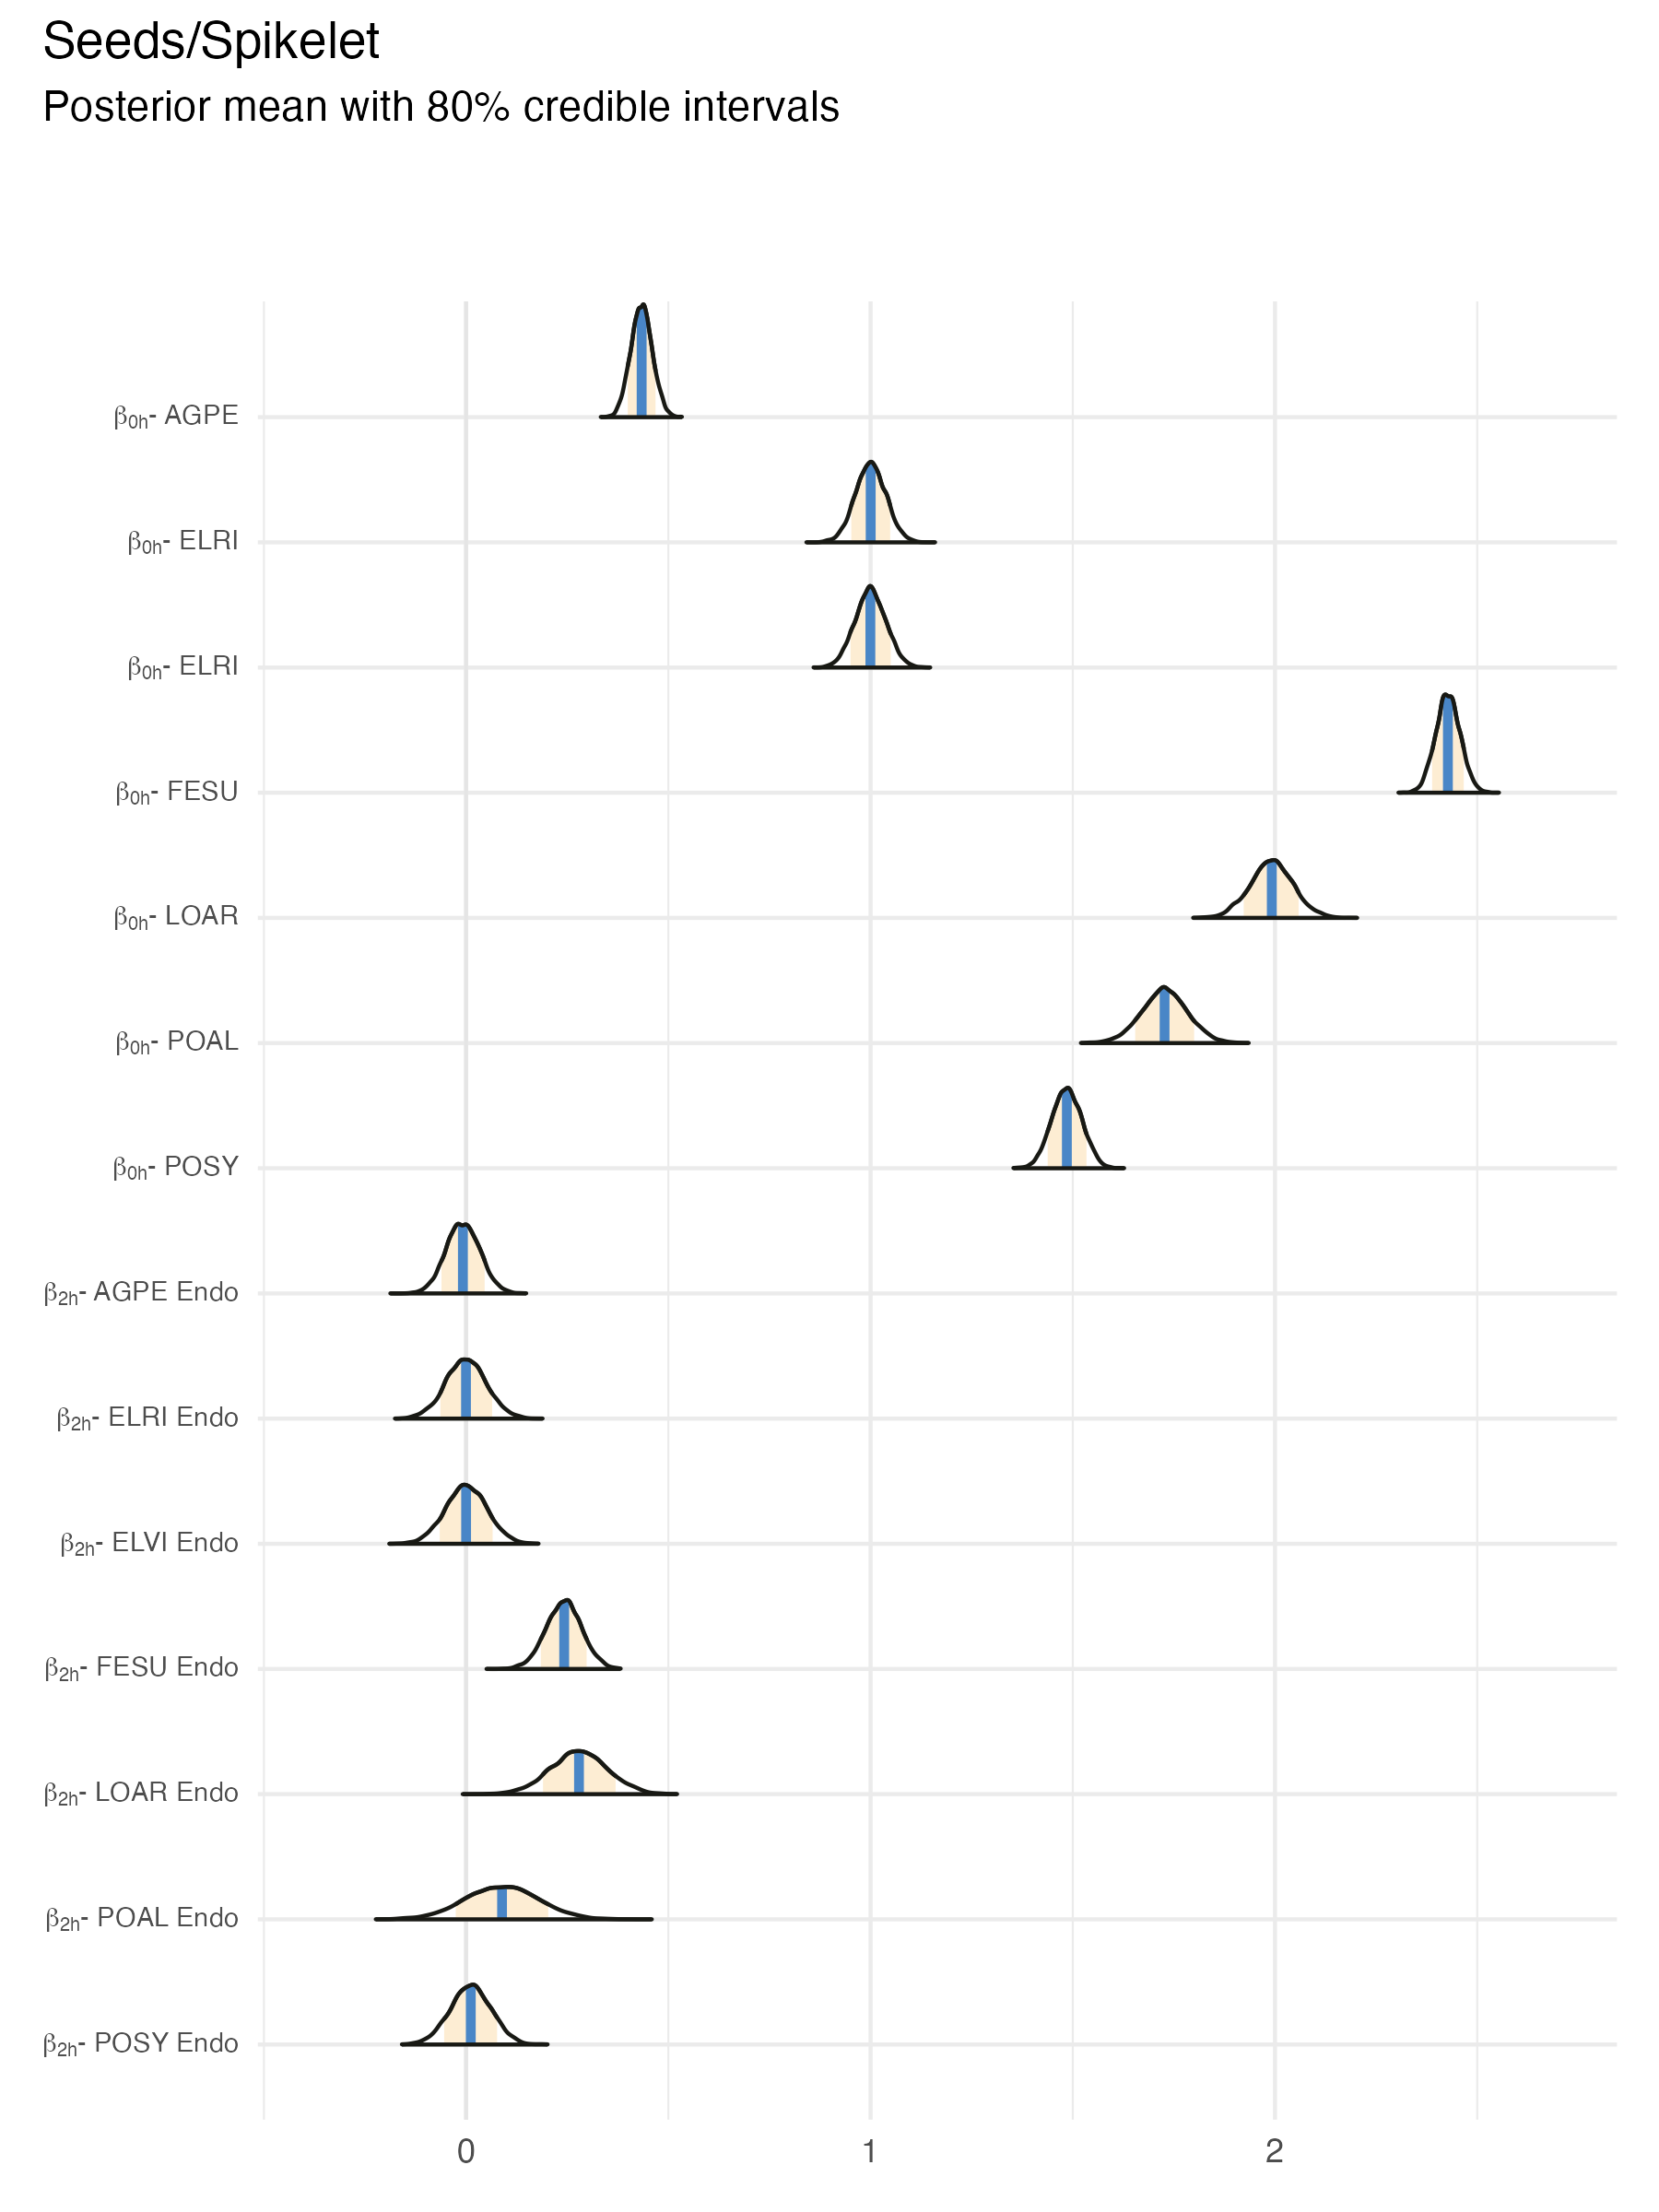 Seeds/Spikelet
Posterior mean with 80% credible intervals
β0h- AGPE
β0h- ELRI
β0h- ELRI
β0h- FESU
β0h- LOAR
β0h- POAL
β0h- POSY
β2h- AGPE Endo
β2h- ELRI Endo
β2h- ELVI Endo
β2h- FESU Endo
β2h- LOAR Endo
β2h- POAL Endo
β2h- POSY Endo
0 1 2